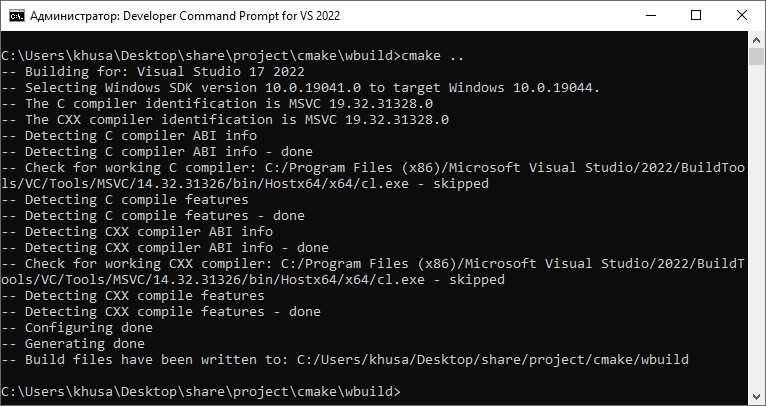 Администратор: Developer Command Prompt for VS 2022
C:\Users\khusa\Desktop\share\project\cmake\wbuild>cmake ..
-- Building for: Visual Studio 17 2022
-- Selecting Windows SDK version 10.0.19041.0 to target Windows 10.0.19044.
-- The C compiler identification is MSVC 19.32.31328.0
-- The CXX compiler identification is MSVC 19.32.31328.0
-- Detecting C compiler ABI info
-- Detecting C compiler ABI info - done
-- Check for working C compiler: C:/Program Files (x86)/Microsoft Visual Studio/2022/BuildToo
ls/VC/Tools/MSVC/14.32.31326/bin/Hostx64/x64/cl.exe - skipped
-- Detecting C compile features
-- Detecting C compile features - done
-- Detecting CXX compiler ABI info
-- Detecting CXX compiler ABI info - done
-- Check for working CXX compiler: C:/Program Files (x86)/Microsoft Visual Studio/2022/BuildT
ools/VC/Tools/MSVC/14.32.31326/bin/Hostx64/x64/cl.exe - skipped
-- Detecting CXX compile features
-- Detecting CXX compile features - done
-- Configuring done
-- Generating done
-- Build files have been written to: C:/Users/khusa/Desktop/share/project/cmake/wbuild
C:\Users\khusa\Desktop\share\project\cmake\wbuild>